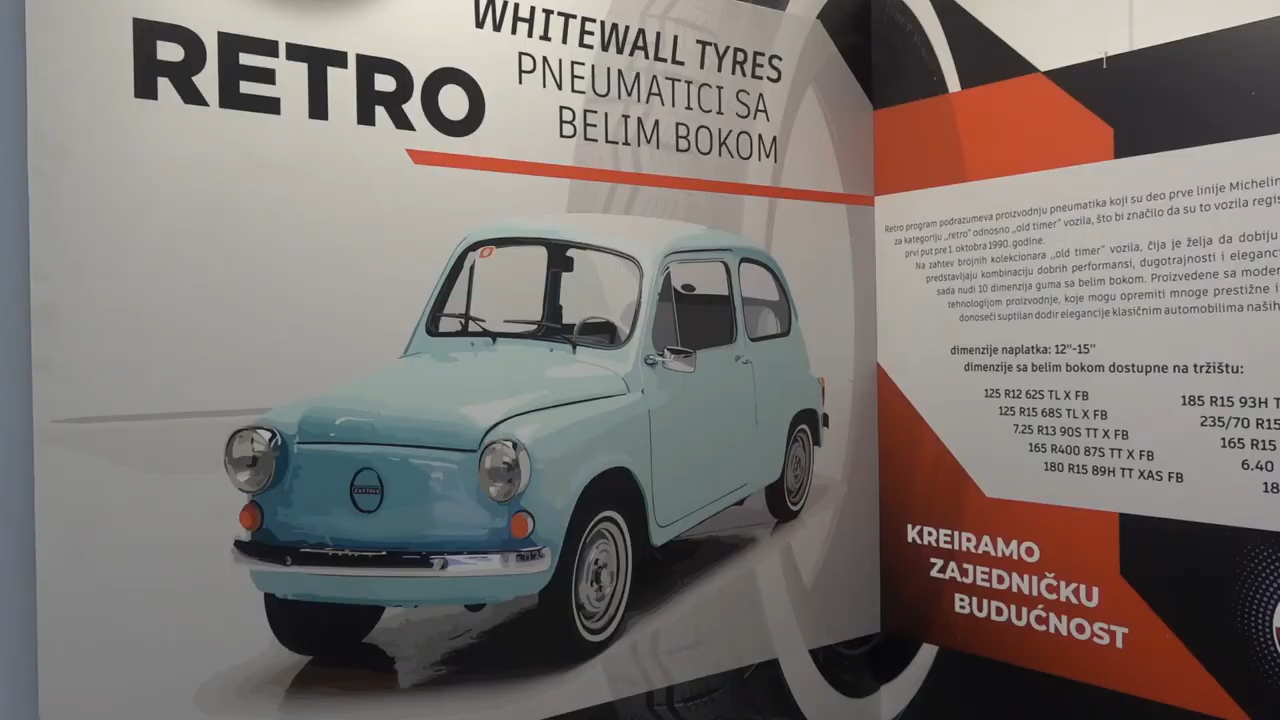 RETRO
WHITEWALL TYRES
PNEUMATICI SA
BELIM BOKOM
Retro program podrazumeva proizvodnju pneumatika koji su deo prve linije Michelin
za kategoriju „retro" odnosno „old timer" vozila, što bi značilo da su to vozila regis
prvi put pre 1. oktobra 1990. godine.
Na zahtev brojnih kolekcionara „old timer" vozila, čija je želja da dobiju
predstavljaju kombinaciju dobrih performansi, dugotrajnosti i eleganc
sada nudi 10 dimenzija guma sa belim bokom. Proizvedene sa moder
tehnologijom proizvodnje, koje mogu opremiti mnoge prestižne i
donoseći suptilan dodir elegancije klasičnim automobilima naših
dimenzije naplatka: 12"-15"
dimenzije sa belim bokom dostupne na tržištu:
125 R12 62S TL X FB
125 R15 68S TL X FB
7.25 R13 90S TT X FB
165 R400 87S TT X FB
180 R15 89H TT XAS FB
185 R15 93H T
235/70 R15
165 R15
6.40
18
KREIRAMO
ZAJEDNIČKU
BUDUĆNOST